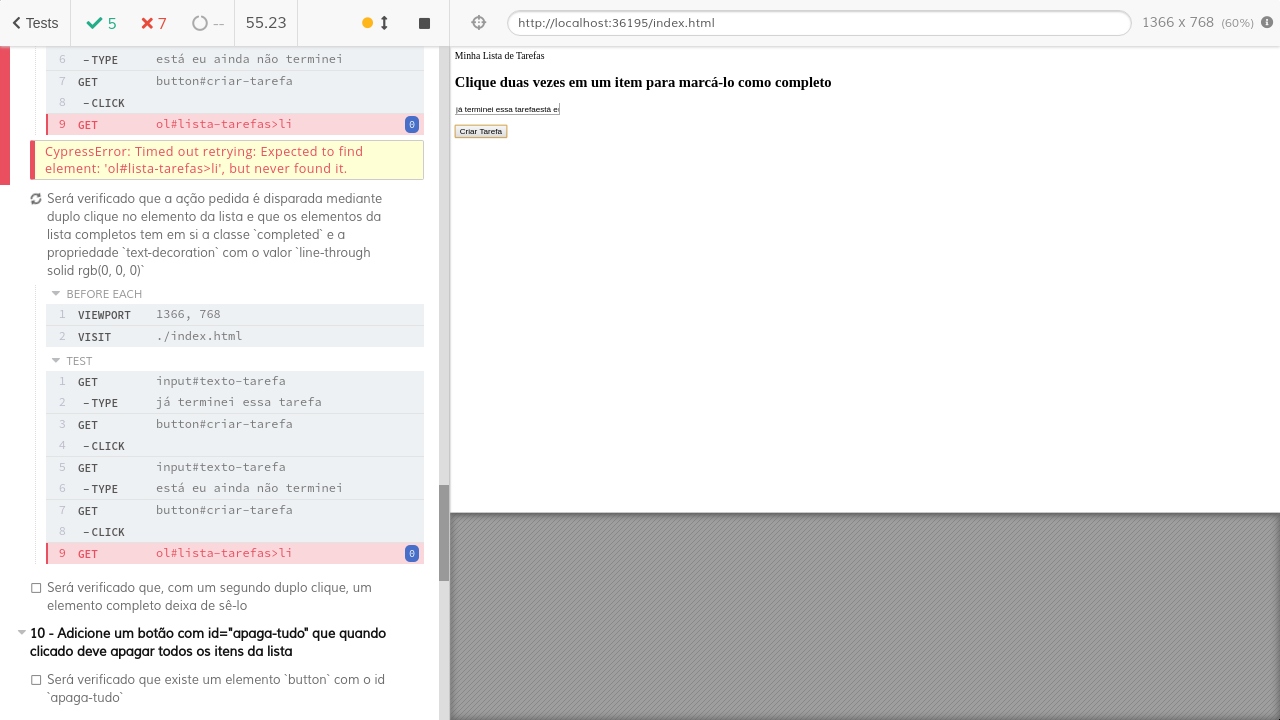 Tests
5
7
--
55.23
http://localhost:36195/index.html
1366 x 768 (60%)
6 -TYPE está eu ainda não terminei
7 GET button#criar-tarefa
8 -CLICK
9 GET ol#lista-tarefas>li 0
CypressError: Timed out retrying: Expected to find
element: 'ol#lista-tarefas>li', but never found it.
Será verificado que a ação pedida é disparada mediante
duplo clique no elemento da lista e que os elementos da
lista completos tem em si a classe `completed` e a
propriedade `text-decoration` com o valor `line-through
solid rgb(0, 0, 0)`
BEFORE EACH
1 VIEWPORT 1366, 768
2 VISIT ./index.html
TEST
1 GET input#texto-tarefa
2 -TYPE já terminei essa tarefa
3 GET button#criar-tarefa
4 -CLICK
5 GET input#texto-tarefa
6 -TYPE está eu ainda não terminei
7 GET button#criar-tarefa
8 -CLICK
9 GET ol#lista-tarefas>li 0
Será verificado que, com um segundo duplo clique, um
elemento completo deixa de sê-lo
10 - Adicione um botão com id="apaga-tudo" que quando
clicado deve apagar todos os itens da lista
Será verificado que existe um elemento `button` com o id
`apaga-tudo`
Minha Lista de Tarefas
Clique duas vezes em um item para marcá-lo como completo
já terminei essa tarefaestá e
Criar Tarefa